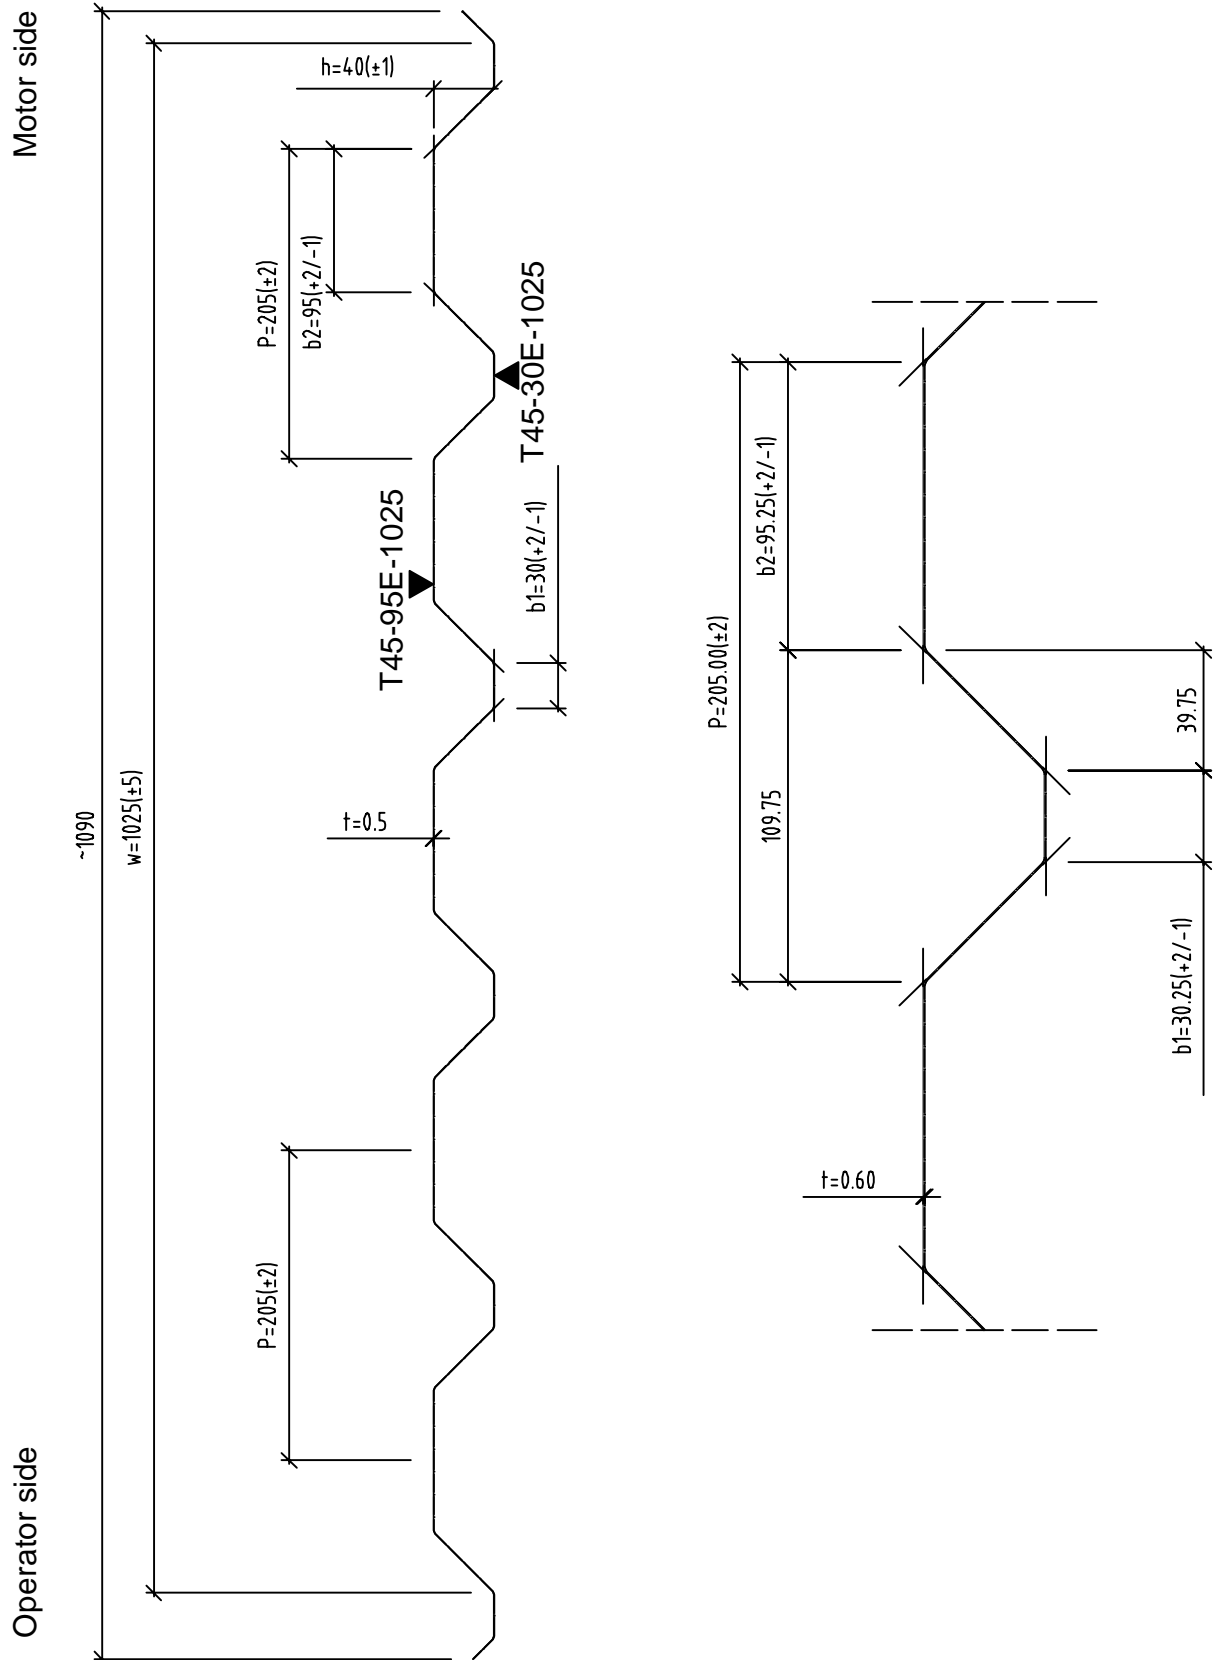 Operator side
Motor side
~1090
w=1025(±5)
P=205(±2)
P=205(±2)
b2=95(+2/-1)
h=40(±1)
t=0.5
T45-95E-1025
T45-30E-1025
b1=30(+2/-1)
P=205.00(±2)
109.75
b2=95.25(+2/-1)
t=0.60
b1=30.25(+2/-1)
39.75